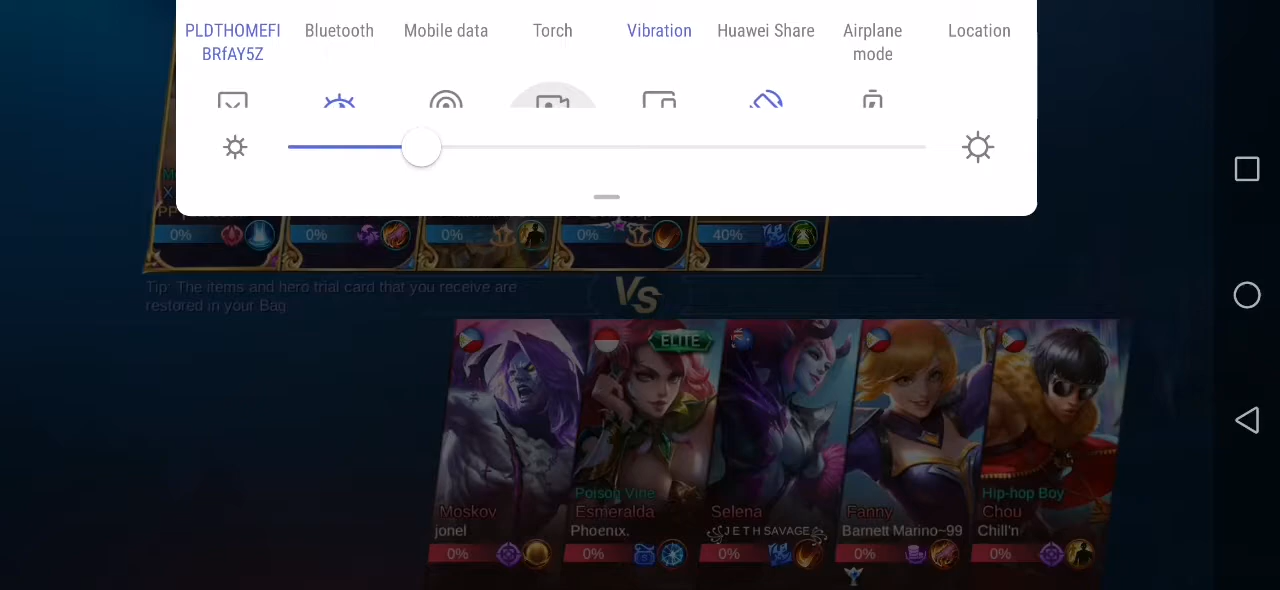 PLDTHOMEFI
BRfAY5Z
Bluetooth
Mobile data
Torch
Vibration
Huawei Share
Airplane
mode
Location
0%
0%
0%
0%
40%
Tip: The items and hero trial card that you receive are
restored in your Bag
VS
ELITE
Poison Vine
Hip-hop Boy
Moskov
Esmeralda
Selena
Fanny
Chou
jonel
Phoenix.
J E T H SAVAGE
Barnett Marino~99
Chill'n
0%
0%
0%
0%
0%